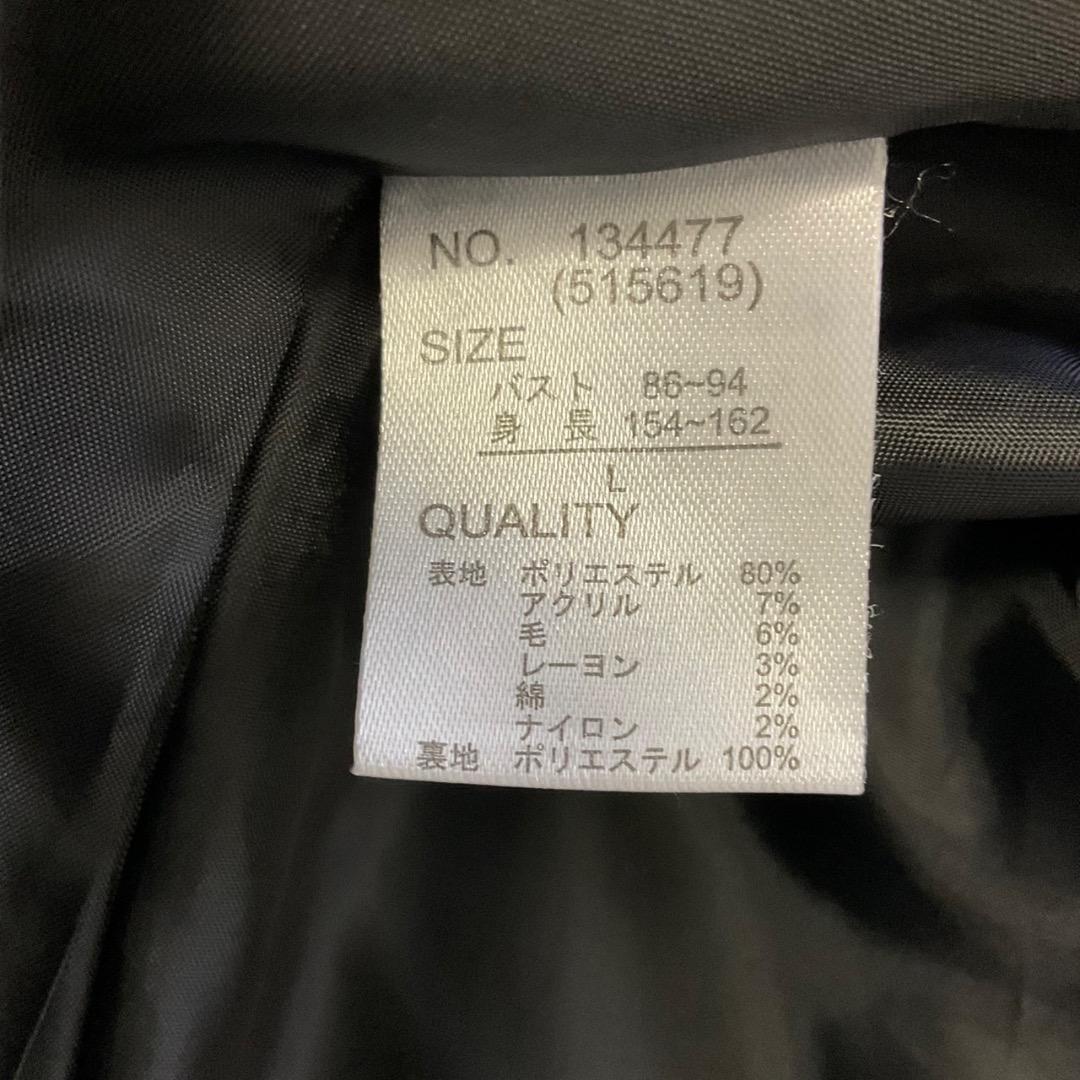 NO. 134477
(515619)
SIZE
バスト 86~94
身長 154~162
L
QUALITY
表地 ポリエステル 80%
アクリル 7%
毛 6%
レーヨン 3%
綿 2%
ナイロン 2%
裏地 ポリエステル 100%